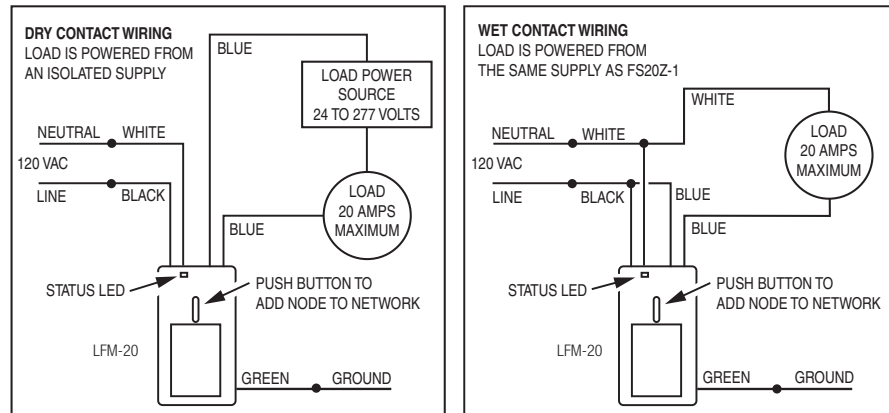 DRY CONTACT WIRING
LOAD IS POWERED FROM
AN ISOLATED SUPPLY
BLUE
LOAD POWER
SOURCE
24 TO 277 VOLTS
NEUTRAL
WHITE
120 VAC
LINE
BLACK
LOAD
20 AMPS
MAXIMUM
BLUE
STATUS LED
PUSH BUTTON TO
ADD NODE TO NETWORK
LFM-20
GREEN
GROUND
WET CONTACT WIRING
LOAD IS POWERED FROM
THE SAME SUPPLY AS FS20Z-1
WHITE
NEUTRAL
WHITE
LOAD
20 AMPS
MAXIMUM
120 VAC
LINE
BLACK
BLUE
BLUE
STATUS LED
PUSH BUTTON TO
ADD NODE TO NETWORK
LFM-20
GREEN
GROUND